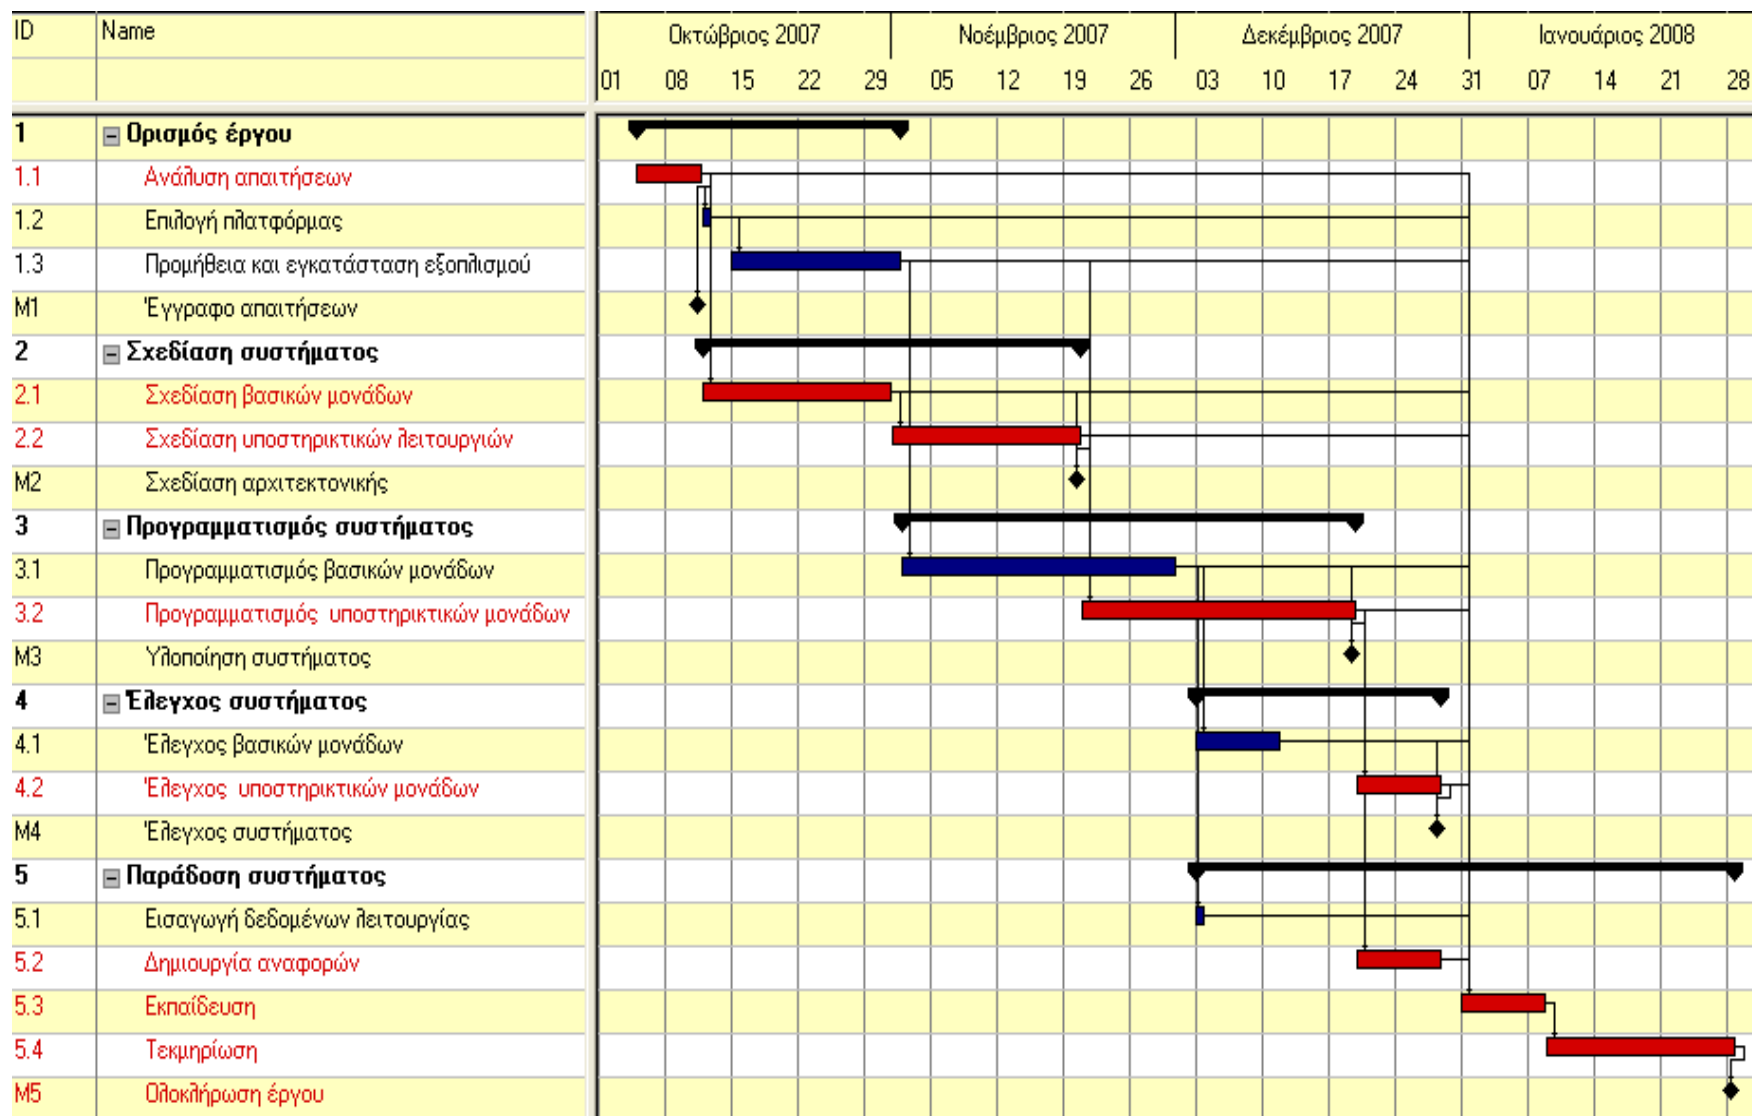 ID Name Οκτώβριος 2007 Νοέμβριος 2007 Δεκέμβριος 2007 Ιανουάριος 2008
01 08 15 22 29 05 12 19 26 03 10 17 24 31 07 14 21 28
1 Ορισμός έργου
1.1 Ανάλυση απαιτήσεων
1.2 Επιλογή πλατφόρμας
1.3 Προμήθεια και εγκατάσταση εξοπλισμού
M1 Έγγραφο απαιτήσεων
2 Σχεδίαση συστήματος
2.1 Σχεδίαση βασικών μονάδων
2.2 Σχεδίαση υποστηρικτικών λειτουργιών
M2 Σχεδίαση αρχιτεκτονικής
3 Προγραμματισμός συστήματος
3.1 Προγραμματισμός βασικών μονάδων
3.2 Προγραμματισμός υποστηρικτικών μονάδων
M3 Υλοποίηση συστήματος
4 Έλεγχος συστήματος
4.1 Έλεγχος βασικών μονάδων
4.2 Έλεγχος υποστηρικτικών μονάδων
M4 Έλεγχος συστήματος
5 Παράδοση συστήματος
5.1 Εισαγωγή δεδομένων λειτουργίας
5.2 Δημιουργία αναφορών
5.3 Εκπαίδευση
5.4 Τεκμηρίωση
M5 Ολοκλήρωση έργου